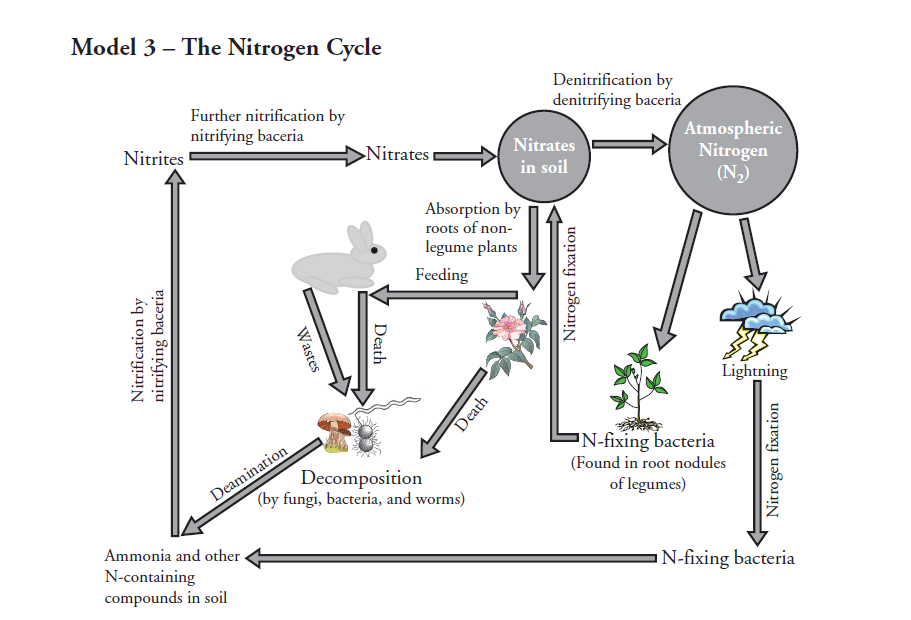 Model 3 – The Nitrogen Cycle
Denitrification by
denitrifying baceria
Further nitrification by
nitrifying baceria
Nitrites
Nitrates
Nitrates
in soil
Atmospheric
Nitrogen
(N₂)
Absorption by
roots of non-
legume plants
Nitrogen fixation
Feeding
Nitrification by
nitrifying baceria
Wastes
Death
Death
Lightning
Nitrogen fixation
N-fixing bacteria
(Found in root nodules
of legumes)
Deamination
Decomposition
(by fungi, bacteria, and worms)
Ammonia and other
N-containing
compounds in soil
N-fixing bacteria